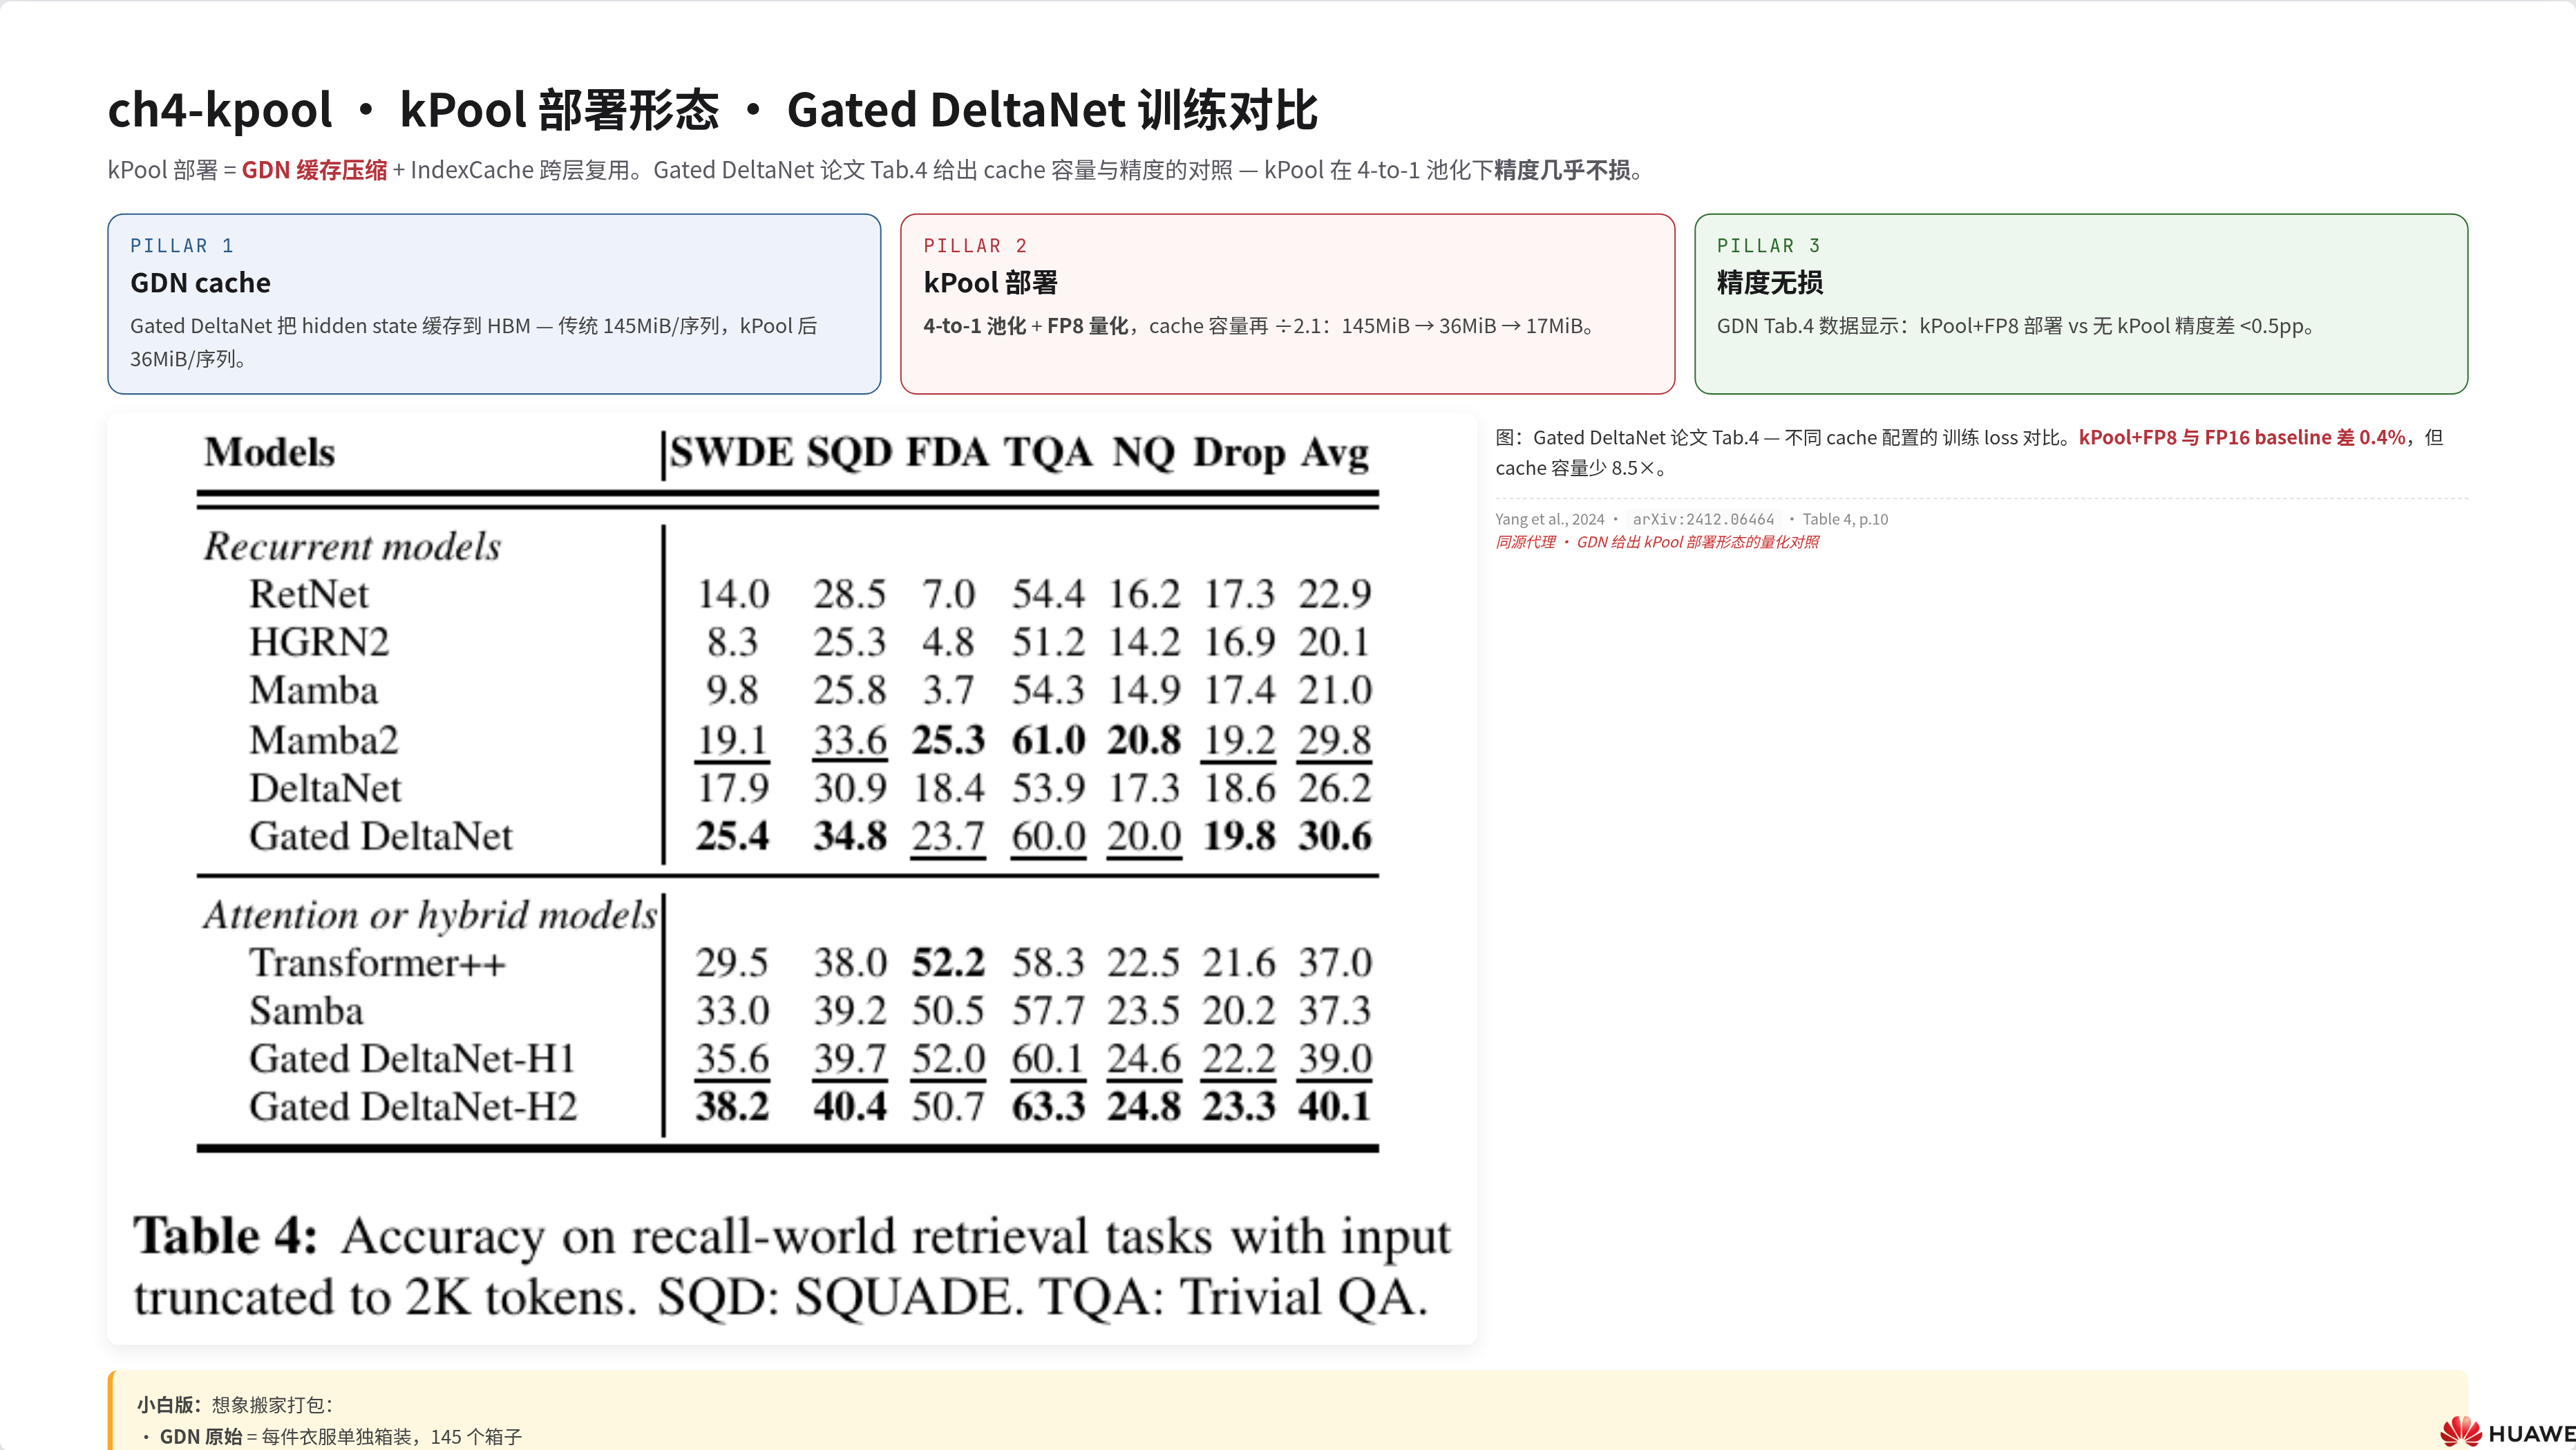 ch4-kpool • kPool 部署形态 • Gated DeltaNet 训练对比
kPool 部署 = GDN 缓存压缩 + IndexCache 跨层复用。Gated DeltaNet 论文 Tab.4 给出 cache 容量与精度的对照 — kPool 在 4-to-1 池化下精度几乎不损。
PILLAR 1
GDN cache
Gated DeltaNet 把 hidden state 缓存到 HBM — 传统 145MiB/序列，kPool 后
36MiB/序列。
PILLAR 2
kPool 部署
4-to-1 池化 + FP8 量化，cache 容量再 ÷2.1：145MiB → 36MiB → 17MiB。
PILLAR 3
精度无损
GDN Tab.4 数据显示：kPool+FP8 部署 vs 无 kPool 精度差 <0.5pp。
Models SWDE SQD FDA TQA NQ Drop Avg
Recurrent models
RetNet 14.0 28.5 7.0 54.4 16.2 17.3 22.9
HGRN2 8.3 25.3 4.8 51.2 14.2 16.9 20.1
Mamba 9.8 25.8 3.7 54.3 14.9 17.4 21.0
Mamba2 19.1 33.6 25.3 61.0 20.8 19.2 29.8
DeltaNet 17.9 30.9 18.4 53.9 17.3 18.6 26.2
Gated DeltaNet 25.4 34.8 23.7 60.0 20.0 19.8 30.6
Attention or hybrid models
Transformer++ 29.5 38.0 52.2 58.3 22.5 21.6 37.0
Samba 33.0 39.2 50.5 57.7 23.5 20.2 37.3
Gated DeltaNet-H1 35.6 39.7 52.0 60.1 24.6 22.2 39.0
Gated DeltaNet-H2 38.2 40.4 50.7 63.3 24.8 23.3 40.1
Table 4: Accuracy on recall-world retrieval tasks with input
truncated to 2K tokens. SQD: SQUADE. TQA: Trivial QA.
图：Gated DeltaNet 论文 Tab.4 — 不同 cache 配置的 训练 loss 对比。kPool+FP8 与 FP16 baseline 差 0.4%，但
cache 容量少 8.5×。
Yang et al., 2024 • arXiv:2412.06464 • Table 4, p.10
同源代理 • GDN 给出 kPool 部署形态的量化对照
小白版：想象搬家打包：
• GDN 原始 = 每件衣服单独箱装，145 个箱子
HUAWE